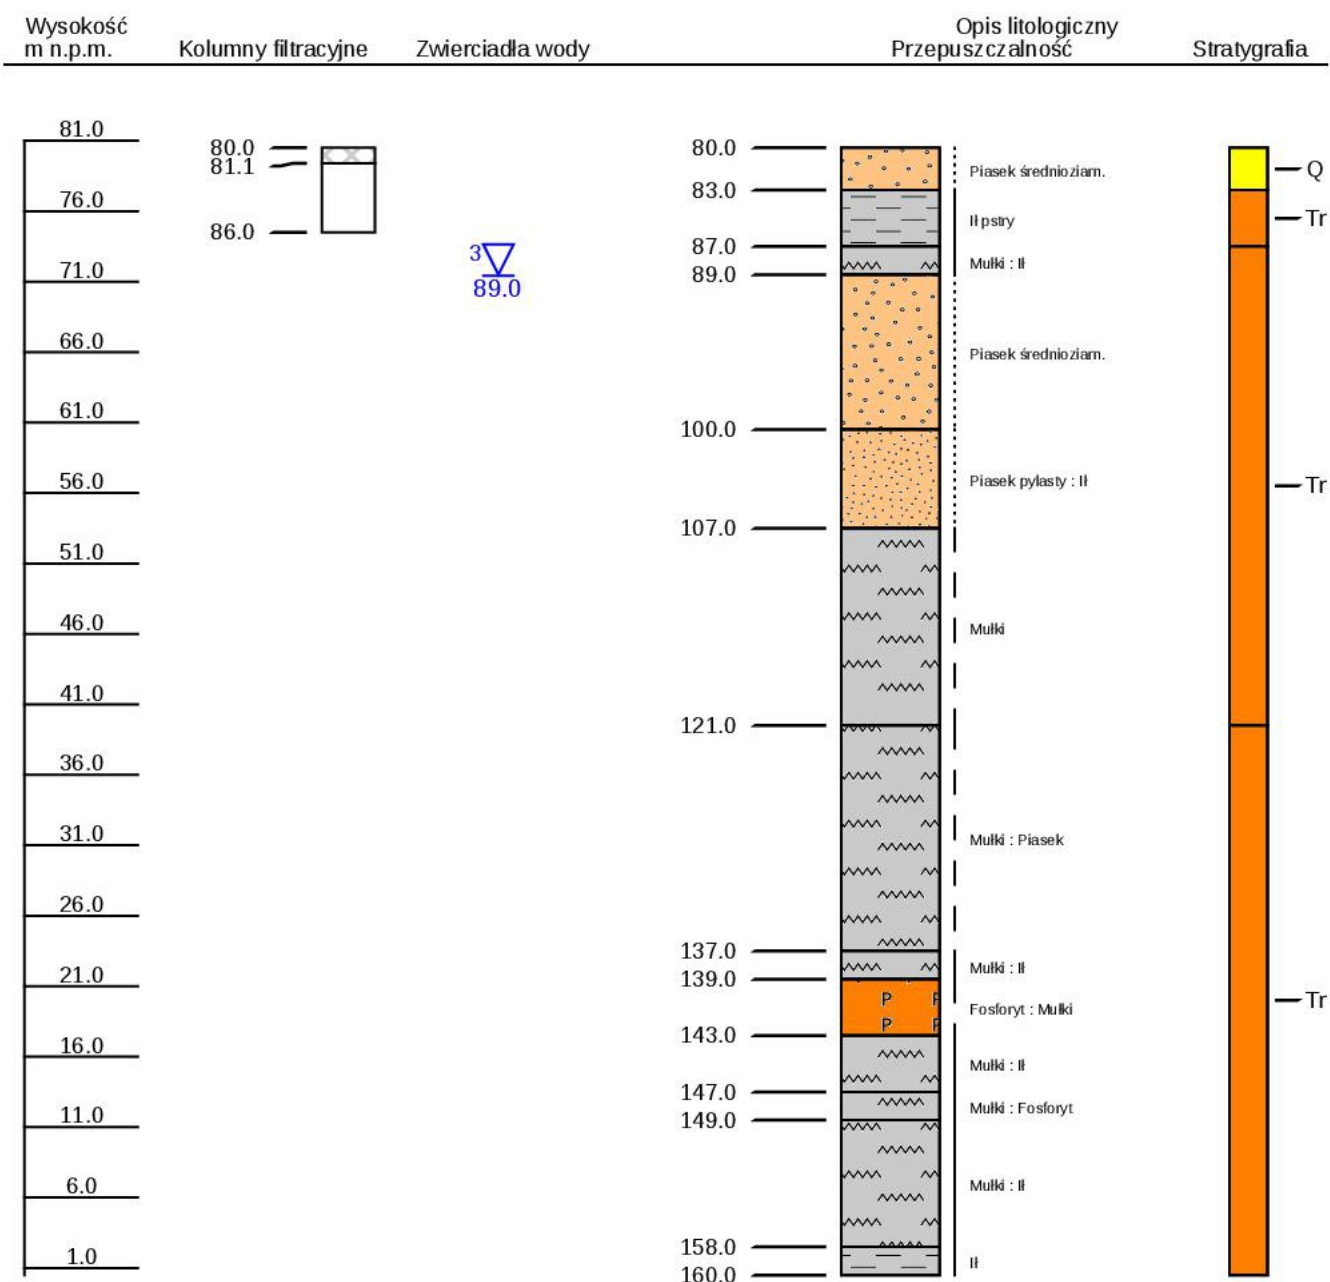 Wysokość
m n.p.m.
Kolumny filtracyjne
Zwierciadła wody
Opis litologiczny
Przepuszczalność
Stratygrafia
81.0
76.0
71.0
66.0
61.0
56.0
51.0
46.0
41.0
36.0
31.0
26.0
21.0
16.0
11.0
6.0
1.0
80.0
81.1
86.0
3
89.0
80.0
83.0
87.0
89.0
100.0
107.0
121.0
137.0
139.0
143.0
147.0
149.0
158.0
160.0
P P
P P
Piasek średnioziam.
Ił pstry
Mułki : Ił
Piasek średnioziam.
Piasek pylasty : Ił
Mułki
Mułki : Piasek
Mułki : Ił
Fosforyt : Mułki
Mułki : Ił
Mułki : Fosforyt
Mułki : Ił
Ił
Q
Tr
Tr
Tr